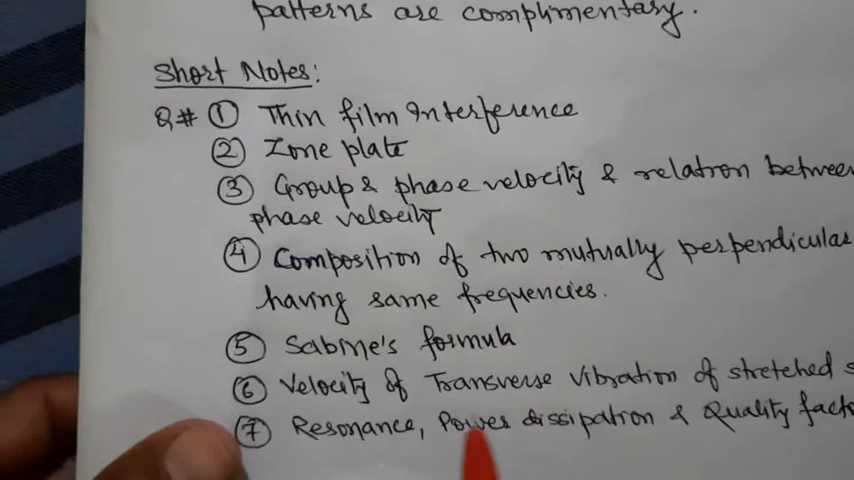 patterns are complimentary.
Short Notes:
Q# ① Thin film Interference
② Zone plate
③ Group & phase velocity & relation between
phase velocity
④ Composition of two mutually perpendicular
having same frequencies.
⑤ Sabine's formula
⑥ Velocity of Transverse Vibration of stretched s
⑦ Resonance, Power dissipation & Quality facto